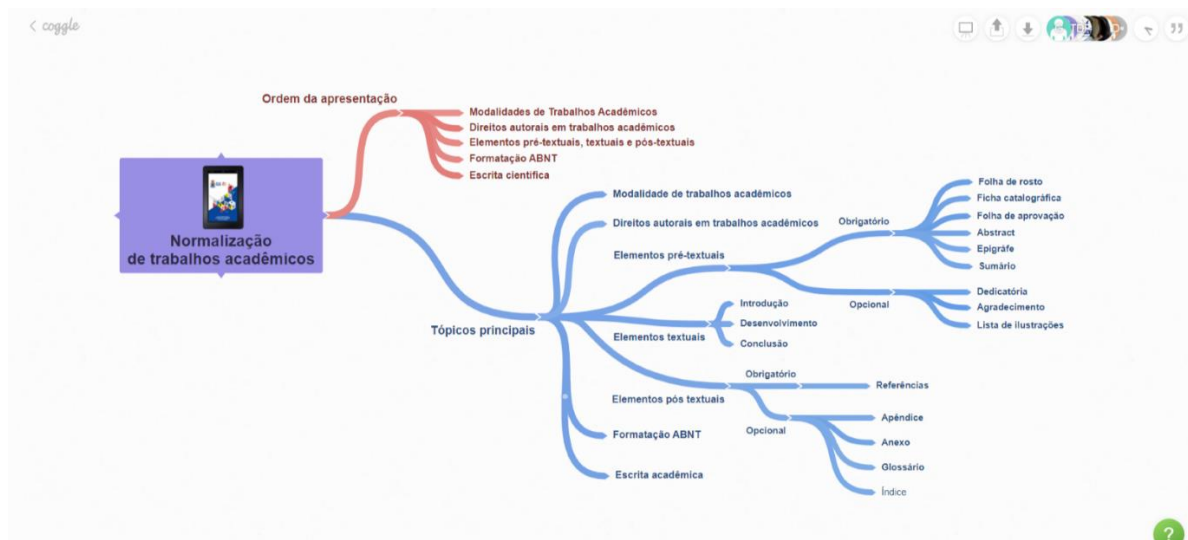 coggle
Ordem da apresentação
Modalidades de Trabalhos Acadêmicos
Direitos autorais em trabalhos acadêmicos
Elementos pré-textuais, textuais e pós-textuais
Formatação ABNT
Escrita científica
Normalização
de trabalhos acadêmicos
Tópicos principais
Modalidade de trabalhos acadêmicos
Direitos autorais em trabalhos acadêmicos
Elementos pré-textuais
Obrigatório
Folha de rosto
Ficha catalográfica
Folha de aprovação
Abstract
Epigráfe
Sumário
Opcional
Dedicatória
Agradecimento
Lista de ilustrações
Elementos textuais
Introdução
Desenvolvimento
Conclusão
Elementos pós textuais
Obrigatório
Referências
Opcional
Apêndice
Anexo
Glossário
Índice
Formatação ABNT
Escrita acadêmica
?